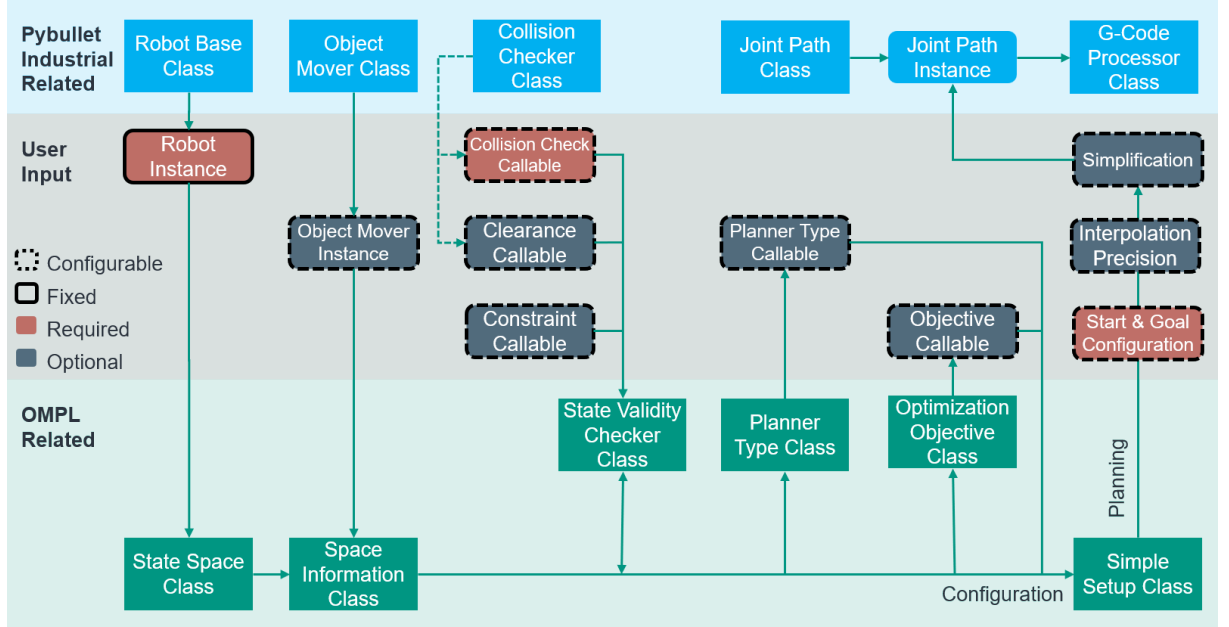 Pybullet
Industrial
Related
Robot Base
Class
Object
Mover Class
Collision
Checker
Class
Joint Path
Class
Joint Path
Instance
G-Code
Processor
Class
User
Input
Robot
Instance
Collision Check
Callable
Simplification
Object Mover
Instance
Clearance
Callable
Planner Type
Callable
Interpolation
Precision
Configurable
Fixed
Required
Optional
Constraint
Callable
Objective
Callable
Start & Goal
Configuration
OMPL
Related
State Validity
Checker
Class
Planner
Type Class
Optimization
Objective
Class
Planning
State Space
Class
Space
Information
Class
Configuration
Simple
Setup Class